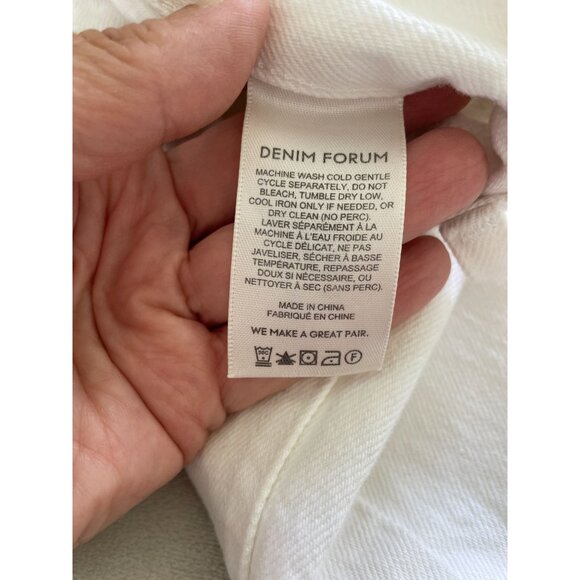 DENIM FORUM
MACHINE WASH COLD GENTLE
CYCLE SEPARATELY, DO NOT
BLEACH, TUMBLE DRY LOW,
COOL IRON ONLY IF NEEDED, OR
DRY CLEAN (NO PERC).
LAVER SÉPARÉMENT À LA
MACHINE À L'EAU FROIDE AU
CYCLE DÉLICAT, NE PAS
JAVELISER, SÉCHER À BASSE
TEMPÉRATURE, REPASSAGE
DOUX SI NÉCESSAIRE, OU
NETTOYER À SEC (SANS PERC).
MADE IN CHINA
FABRIQUÉ EN CHINE
WE MAKE A GREAT PAIR.
30C F